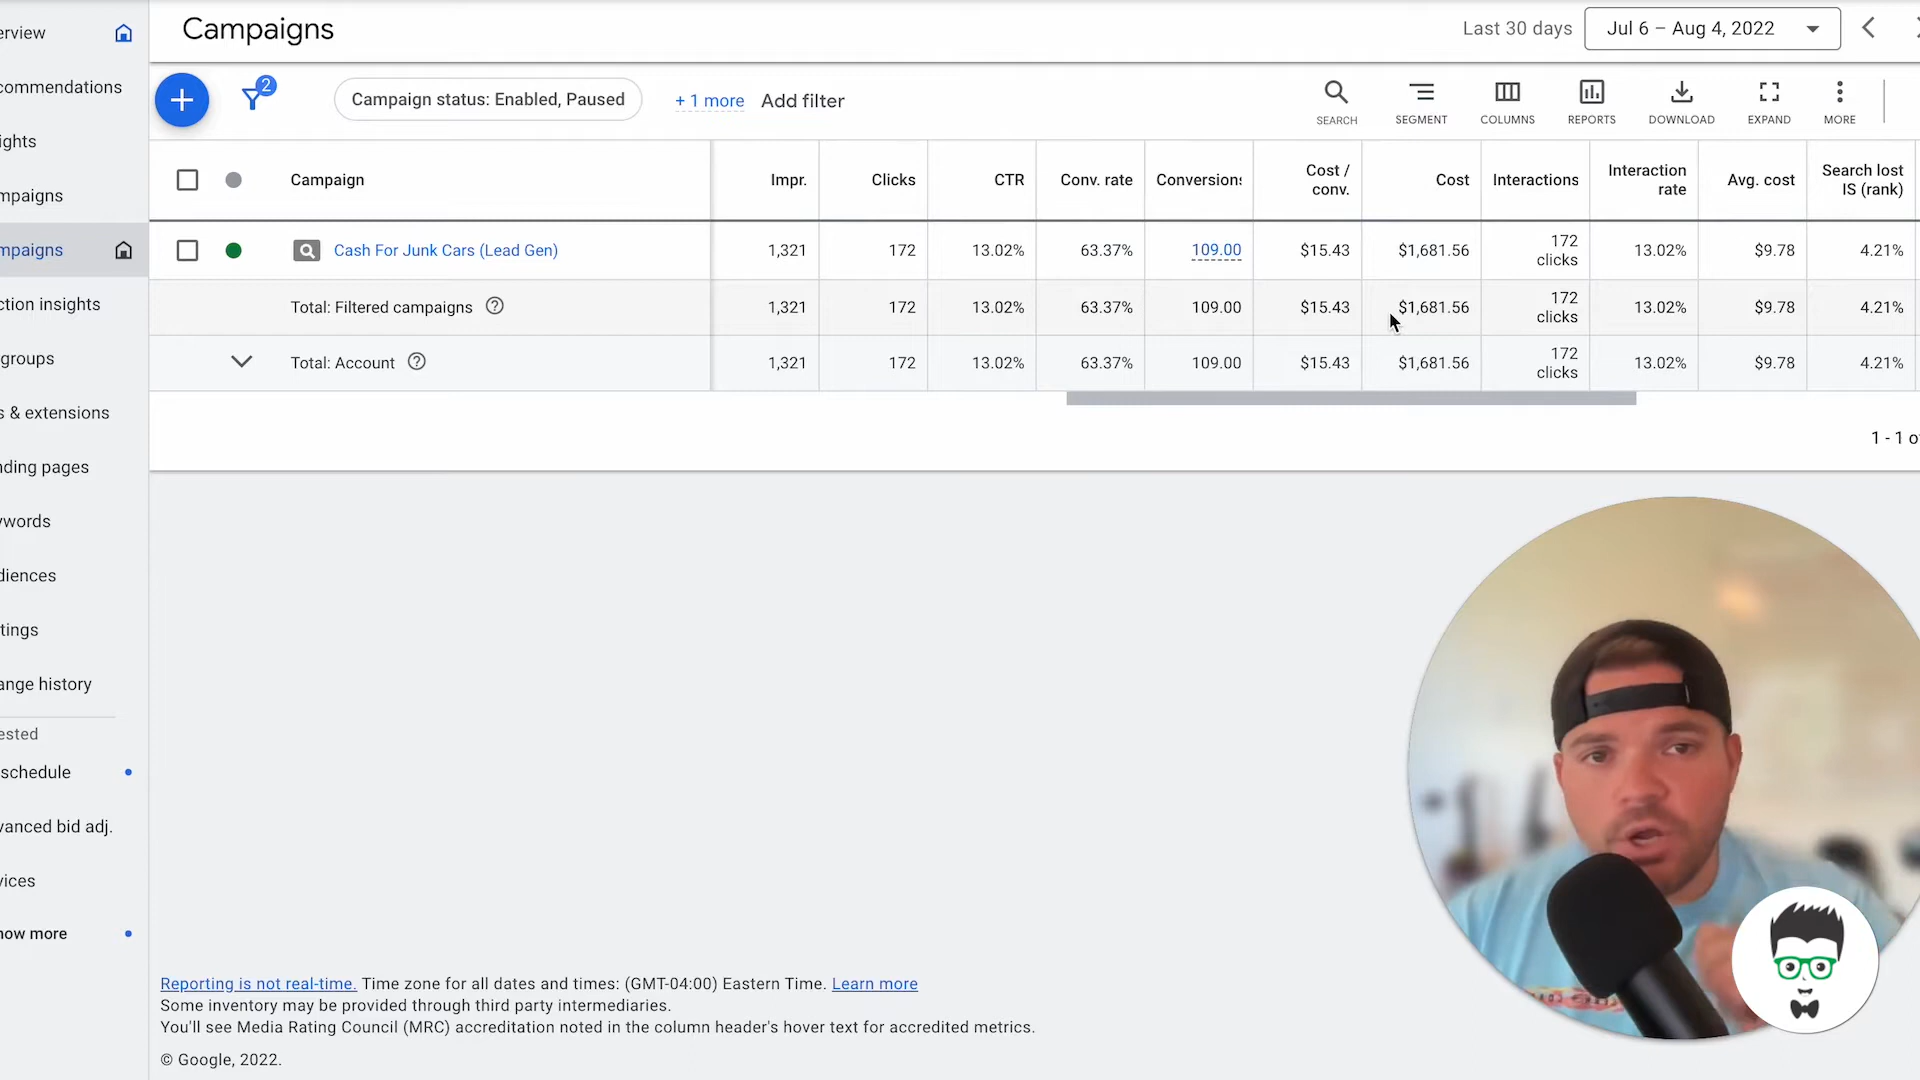 Campaigns
Last 30 days
Jul 6 – Aug 4, 2022
erview
commendations
ights
mpaigns
mpaigns
ction insights
groups
s & extensions
nding pages
ywords
diences
tings
ange history
ested
schedule
vanced bid adj.
vices
how more
2
Campaign status: Enabled, Paused
+ 1 more
Add filter
SEARCH
SEGMENT
COLUMNS
REPORTS
DOWNLOAD
EXPAND
MORE
Campaign Impr. Clicks CTR Conv. rate Conversions Cost / conv. Cost Interactions Interaction rate Avg. cost Search lost IS (rank)
Cash For Junk Cars (Lead Gen) 1,321 172 13.02% 63.37% 109.00 $15.43 $1,681.56 172 clicks 13.02% $9.78 4.21%
Total: Filtered campaigns 1,321 172 13.02% 63.37% 109.00 $15.43 $1,681.56 172 clicks 13.02% $9.78 4.21%
Total: Account 1,321 172 13.02% 63.37% 109.00 $15.43 $1,681.56 172 clicks 13.02% $9.78 4.21%
1 - 1 o
Reporting is not real-time. Time zone for all dates and times: (GMT-04:00) Eastern Time. Learn more
Some inventory may be provided through third party intermediaries.
You'll see Media Rating Council (MRC) accreditation noted in the column header's hover text for accredited metrics.
© Google, 2022.